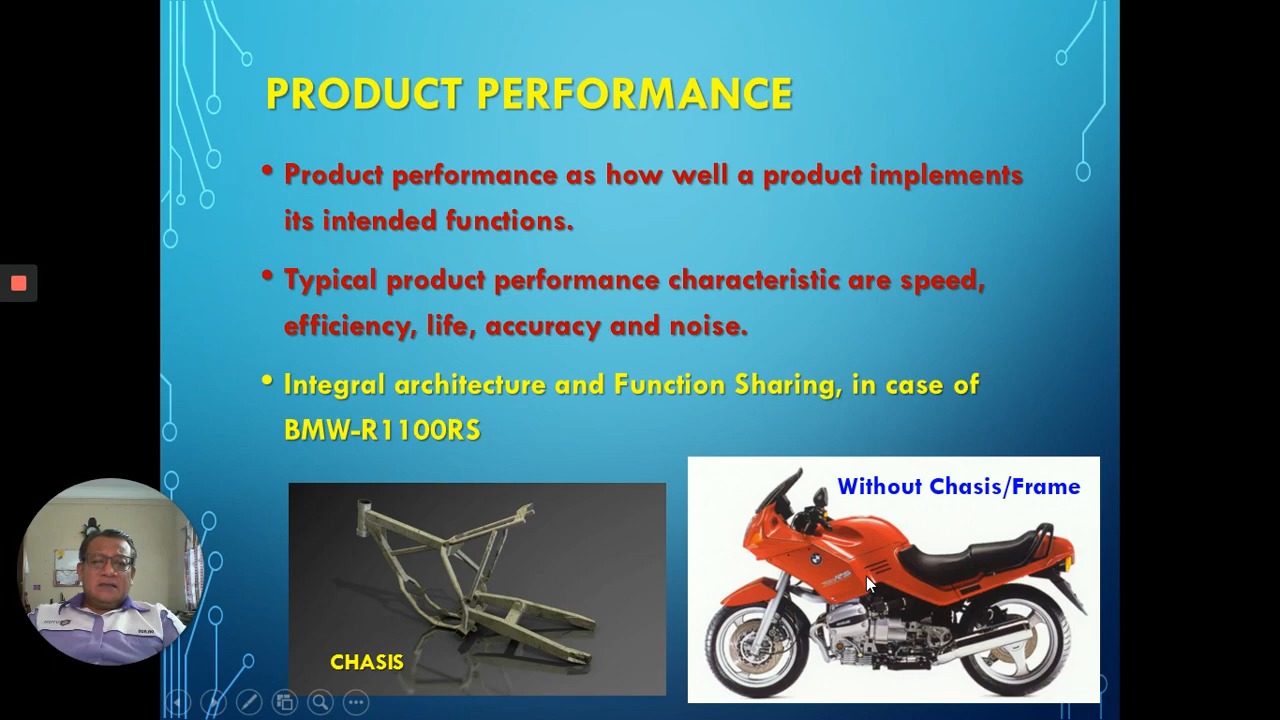 PRODUCT PERFORMANCE
• Product performance as how well a product implements
its intended functions.
• Typical product performance characteristic are speed,
efficiency, life, accuracy and noise.
• Integral architecture and Function Sharing, in case of
BMW-R1100RS
Without Chasis/Frame
CHASIS